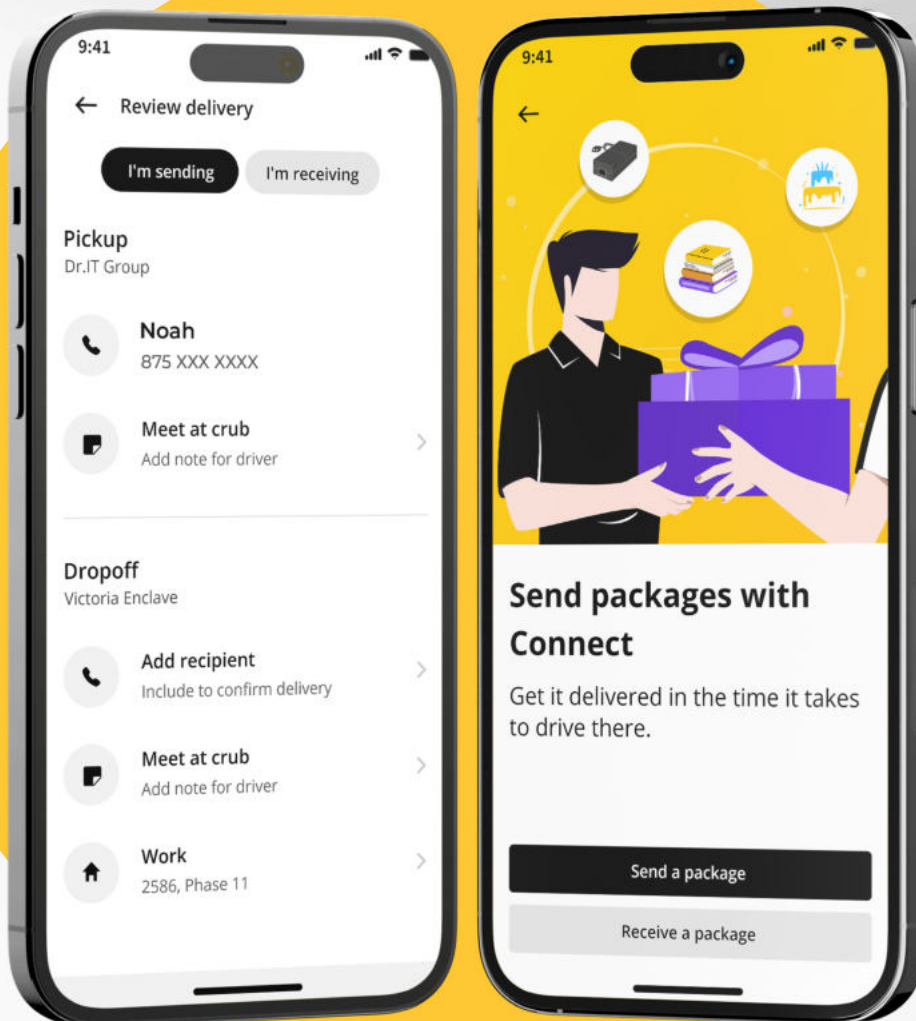 9:41
Review delivery
I'm sending
I'm receiving
Pickup
Dr.IT Group
Noah
875 XXX XXXX
Meet at crub
Add note for driver
Dropoff
Victoria Enclave
Add recipient
Include to confirm delivery
Meet at crub
Add note for driver
Work
2586, Phase 11
9:41
Send packages with
Connect
Get it delivered in the time it takes
to drive there.
Send a package
Receive a package